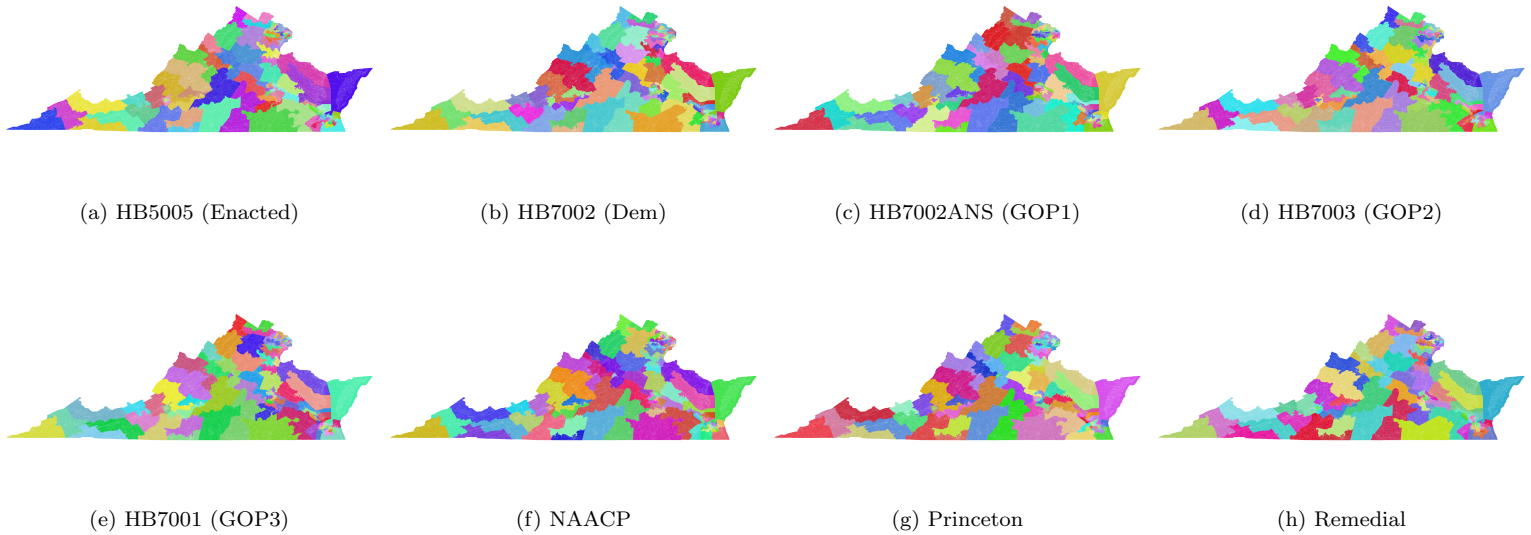 (a) HB5005 (Enacted)
(b) HB7002 (Dem)
(c) HB7002ANS (GOP1)
(d) HB7003 (GOP2)
(e) HB7001 (GOP3)
(f) NAACP
(g) Princeton
(h) Remedial